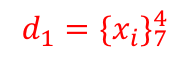 d₁ = {xᵢ}⁴₇